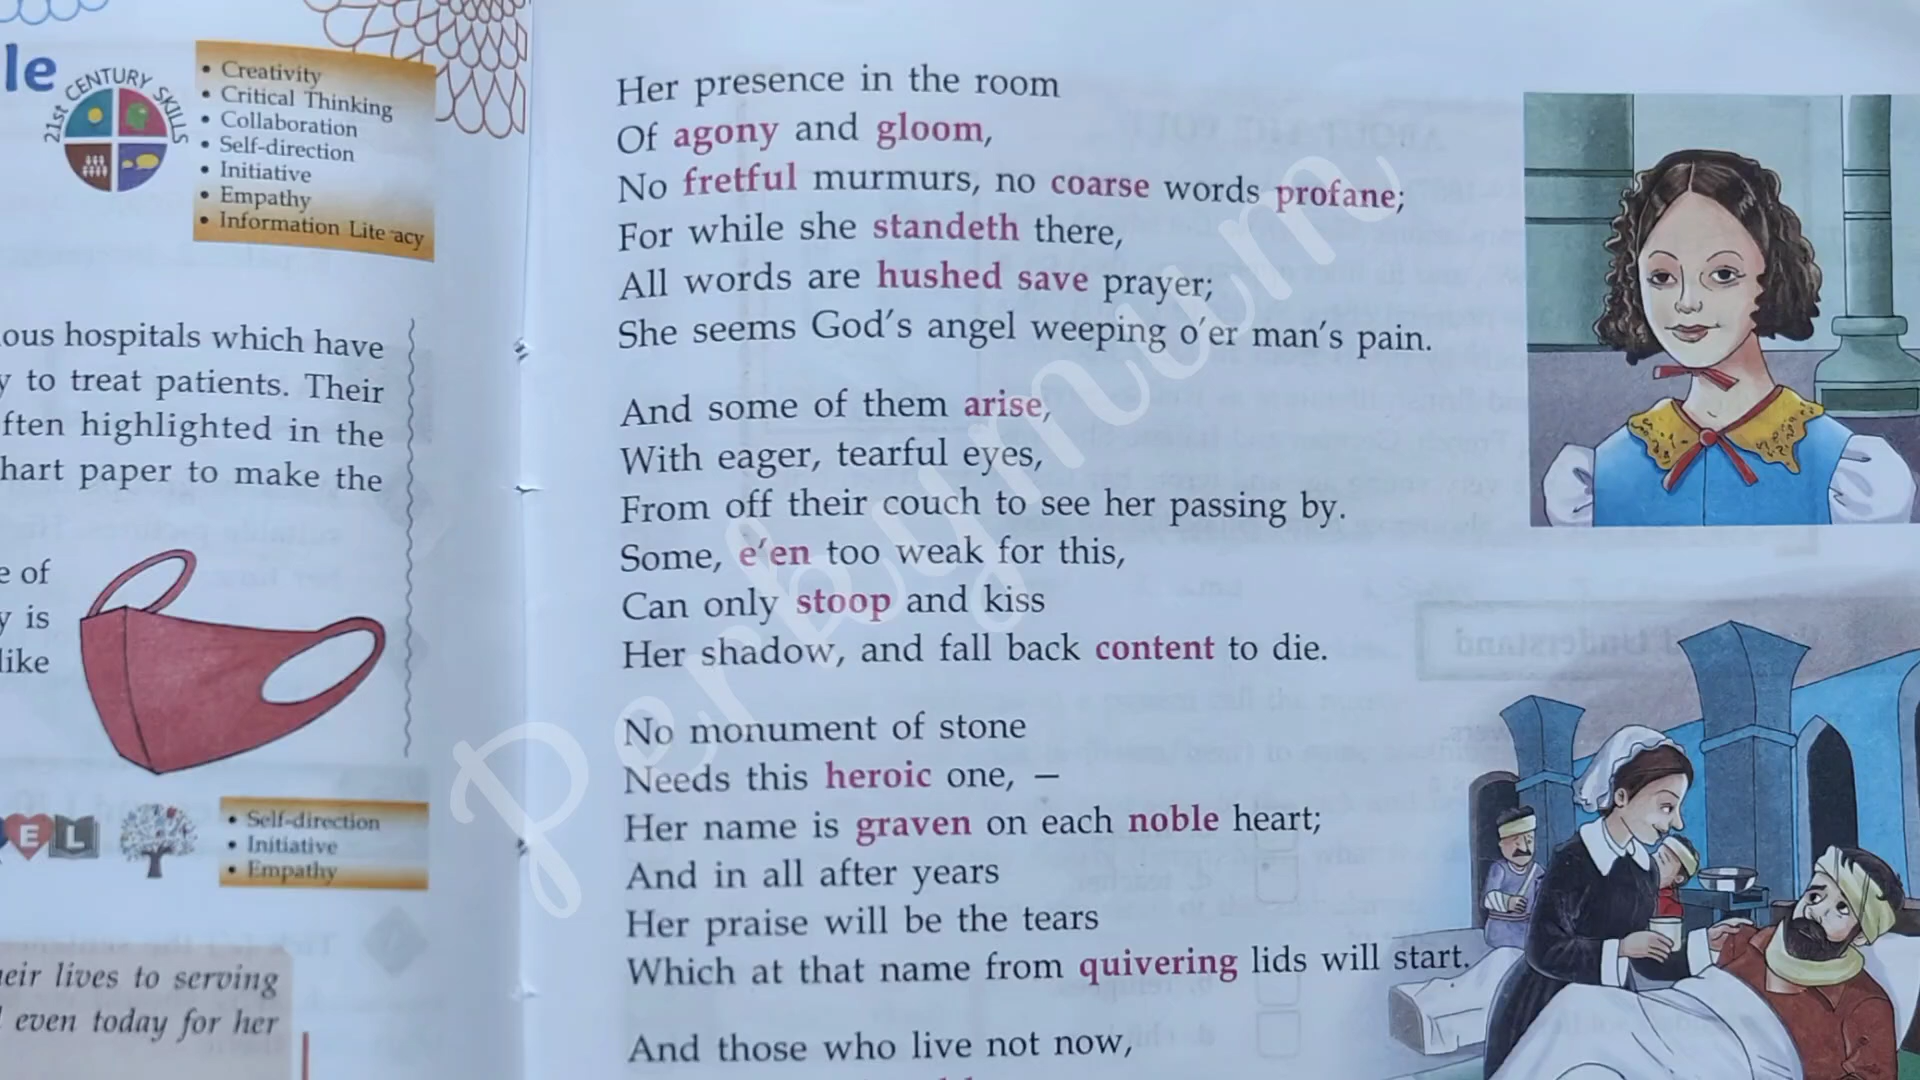 le
21st CENTURY SKILLS
• Creativity
• Critical Thinking
• Collaboration
• Self-direction
• Initiative
• Empathy
• Information Lite acy
ous hospitals which have
y to treat patients. Their
ften highlighted in the
hart paper to make the
e of
y is
like
E L
• Self-direction
• Initiative
• Empathy
eir lives to serving
even today for her
Her presence in the room
Of agony and gloom,
No fretful murmurs, no coarse words profane;
For while she standeth there,
All words are hushed save prayer;
She seems God's angel weeping o'er man's pain.
And some of them arise,
With eager, tearful eyes,
From off their couch to see her passing by.
Some, e'en too weak for this,
Can only stoop and kiss
Her shadow, and fall back content to die.
No monument of stone
Needs this heroic one, —
Her name is graven on each noble heart;
And in all after years
Her praise will be the tears
Which at that name from quivering lids will start.
And those who live not now,
Perkymum